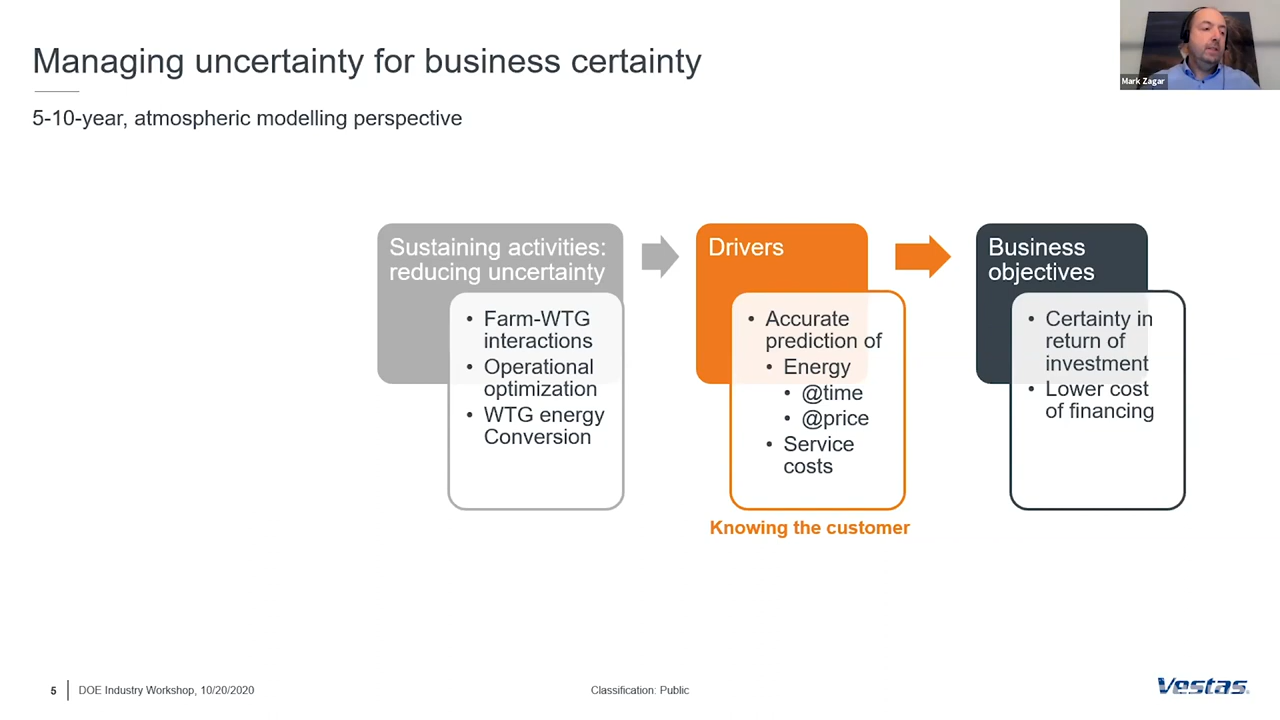 Managing uncertainty for business certainty
Mark Zagar
5-10-year, atmospheric modelling perspective
Sustaining activities:
reducing uncertainty
• Farm-WTG
interactions
• Operational
optimization
• WTG energy
Conversion
Drivers
• Accurate
prediction of
• Energy
• @time
• @price
• Service
costs
Knowing the customer
Business
objectives
• Certainty in
return of
investment
• Lower cost
of financing
5
DOE Industry Workshop, 10/20/2020
Classification: Public
Vestas.